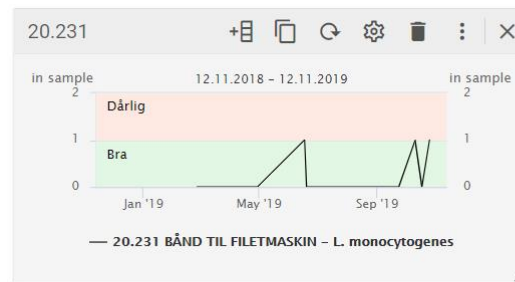 20.231
in sample 12.11.2018 – 12.11.2019 in sample
2 2
Dårlig
1 1
Bra
0 0
Jan '19 May '19 Sep '19
20.231 BÅND TIL FILETMASKIN – L. monocytogenes